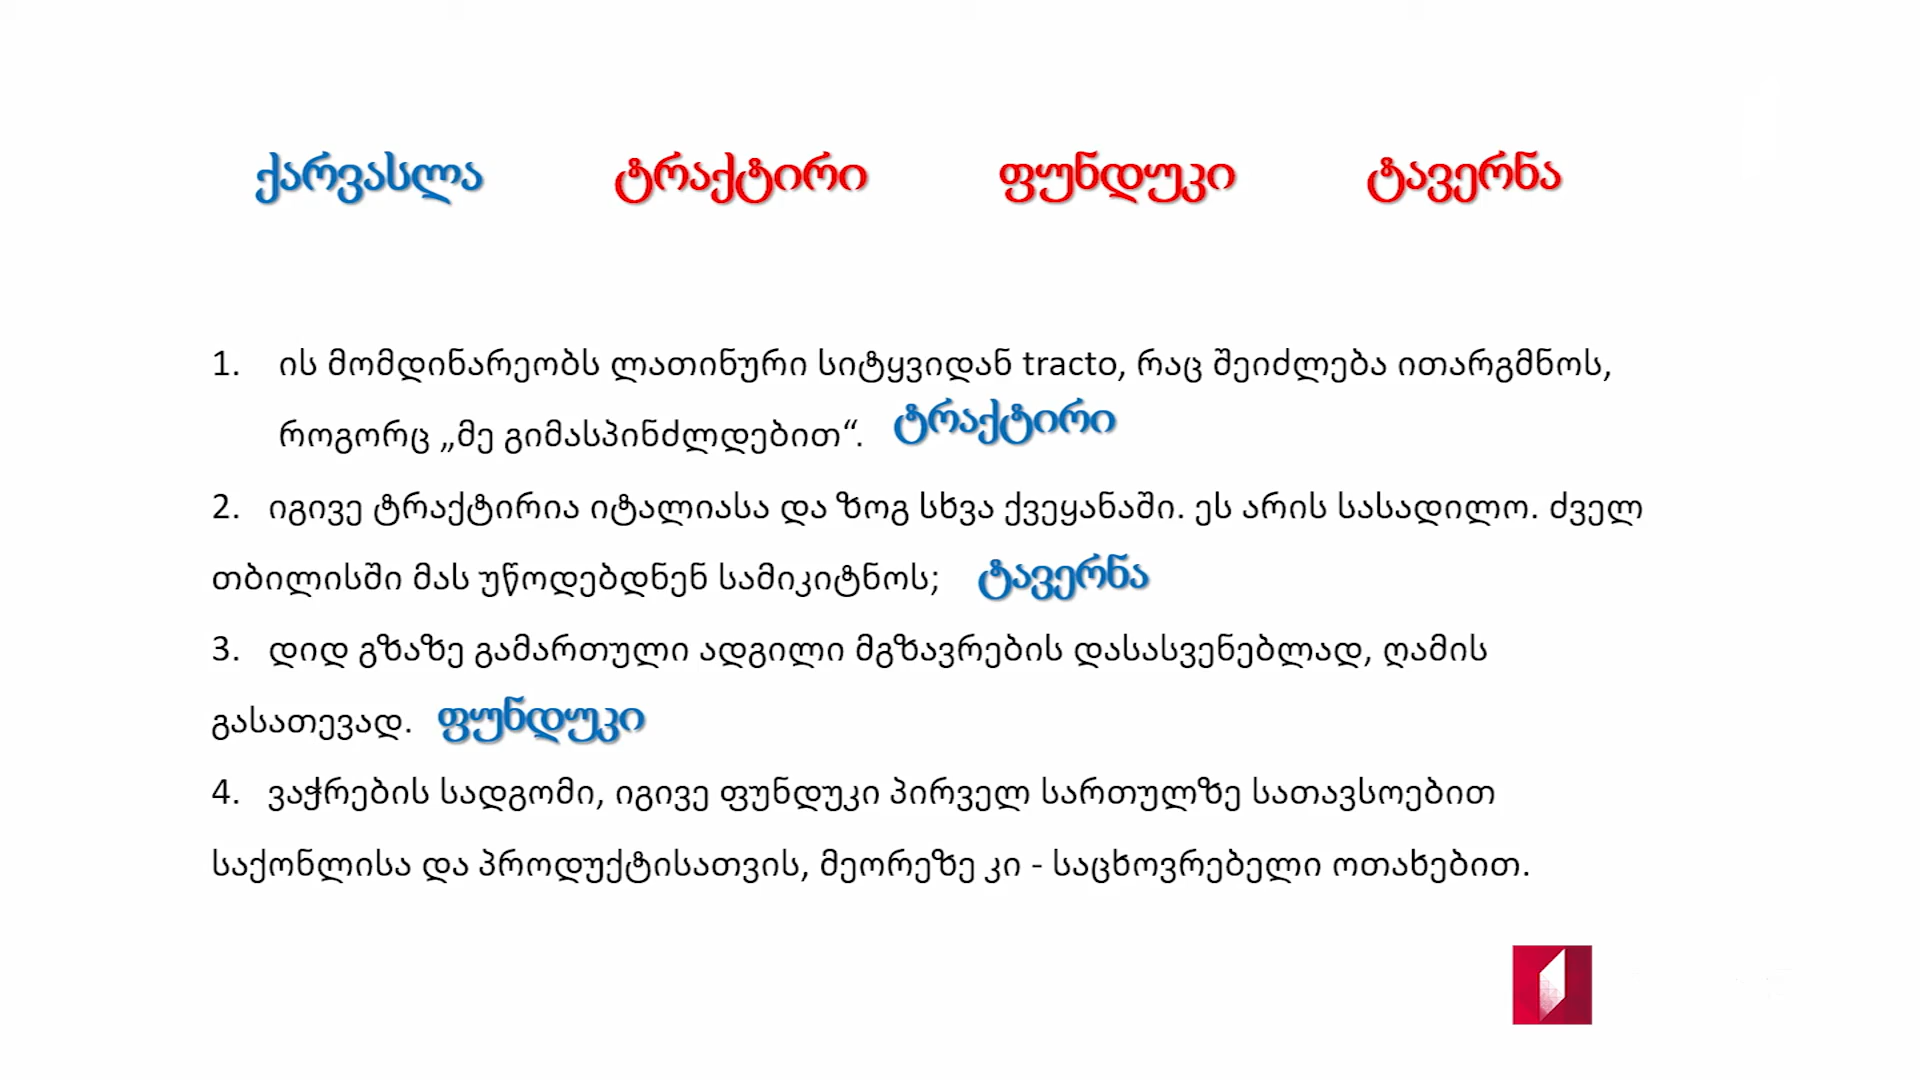 ქარვასლა ტრაქტირი ფუნდუკი ტავერნა
1. ის მომდინარეობს ლათინური სიტყვიდან tracto, რაც შეიძლება ითარგმნოს,
როგორც „მე გიმასპინძლდებით“. ტრაქტირი
2. იგივე ტრაქტირია იტალიასა და ზოგ სხვა ქვეყანაში. ეს არის სასადილო. ძველ
თბილისში მას უწოდებდნენ სამიკიტნოს; ტავერნა
3. დიდ გზაზე გამართული ადგილი მგზავრების დასასვენებლად, ღამის
გასათევად. ფუნდუკი
4. ვაჭრების სადგომი, იგივე ფუნდუკი პირველ სართულზე სათავსოებით
საქონლისა და პროდუქტისათვის, მეორეზე კი - საცხოვრებელი ოთახებით.